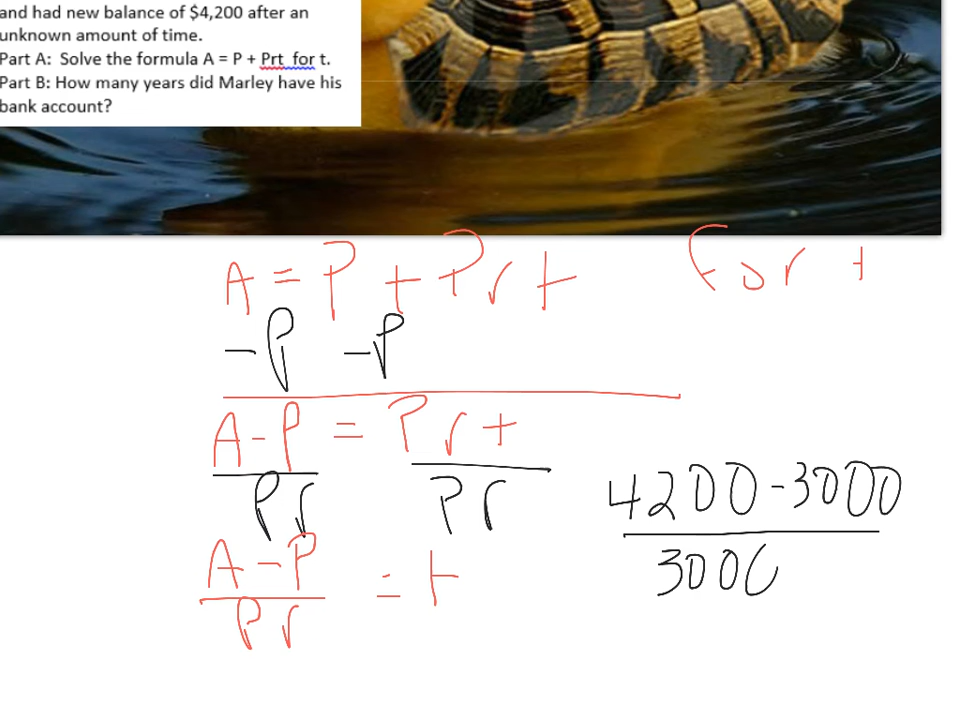 and had new balance of $4,200 after an
unknown amount of time.
Part A: Solve the formula A = P + Prt for t.
Part B: How many years did Marley have his
bank account?
A = P + Prt For t
-P -P
A-P = Prt
Pr Pr
4200-3000
3000
A-P = t
Pr